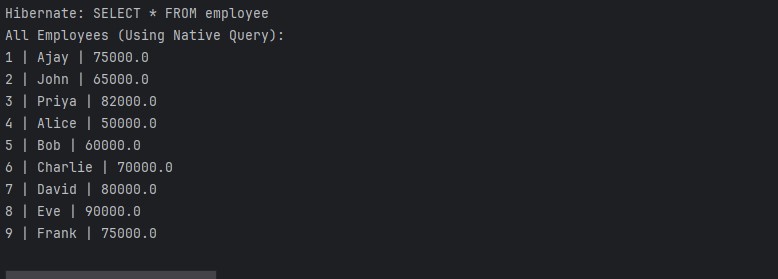 Hibernate: SELECT * FROM employee
All Employees (Using Native Query):
1 | Ajay | 75000.0
2 | John | 65000.0
3 | Priya | 82000.0
4 | Alice | 50000.0
5 | Bob | 60000.0
6 | Charlie | 70000.0
7 | David | 80000.0
8 | Eve | 90000.0
9 | Frank | 75000.0